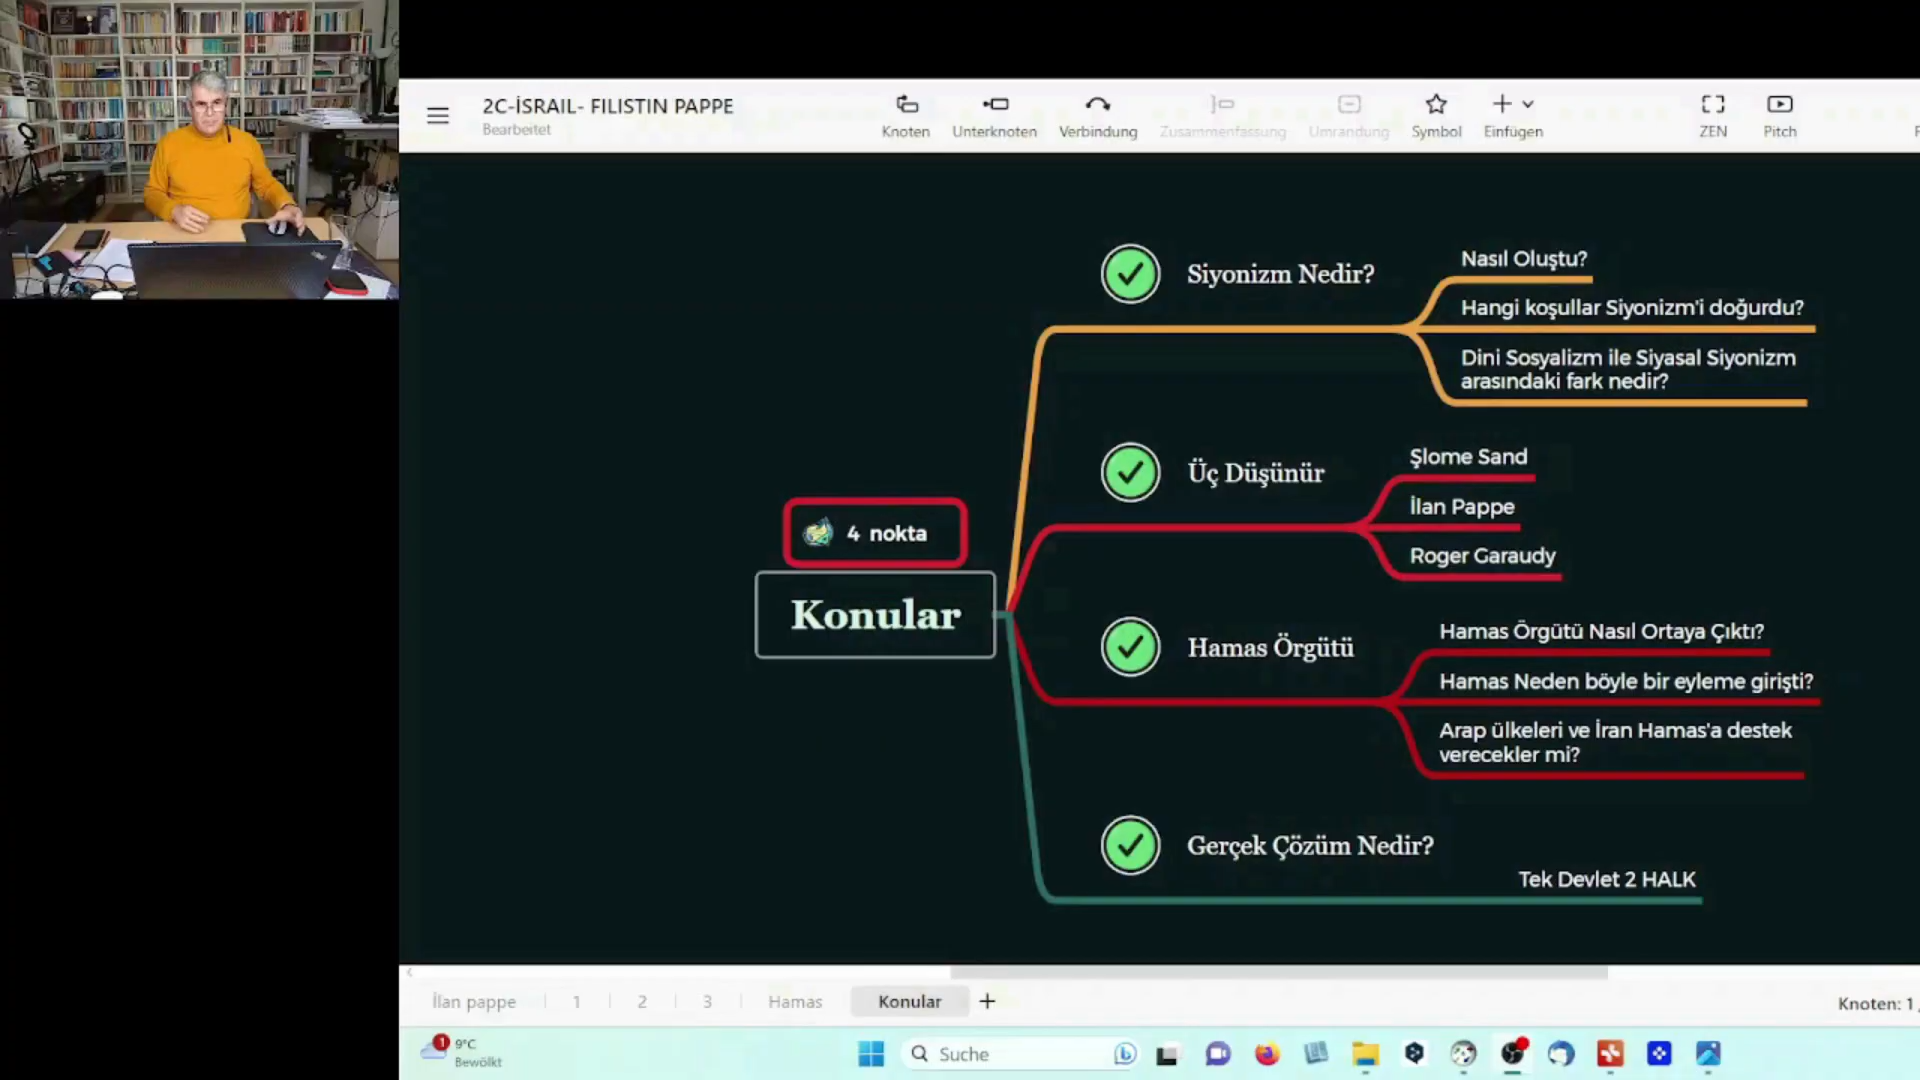 2C-İSRAIL- FILISTIN PAPPE
Bearbeitet
Knoten
Unterknoten
Verbindung
Zusammenfassung
Umrandung
Symbol
Einfügen
ZEN
Pitch
Siyonizm Nedir?
Nasıl Oluştu?
Hangi koşullar Siyonizm'i doğurdu?
Dini Sosyalizm ile Siyasal Siyonizm
arasındaki fark nedir?
Üç Düşünür
Şlome Sand
İlan Pappe
Roger Garaudy
4 nokta
Konular
Hamas Örgütü
Hamas Örgütü Nasıl Ortaya Çıktı?
Hamas Neden böyle bir eyleme girişti?
Arap ülkeleri ve İran Hamas'a destek
verecekler mi?
Gerçek Çözüm Nedir?
Tek Devlet 2 HALK
İlan pappe
1
2
3
Hamas
Konular
Knoten: 1
1
9°C
Bewölkt
Suche